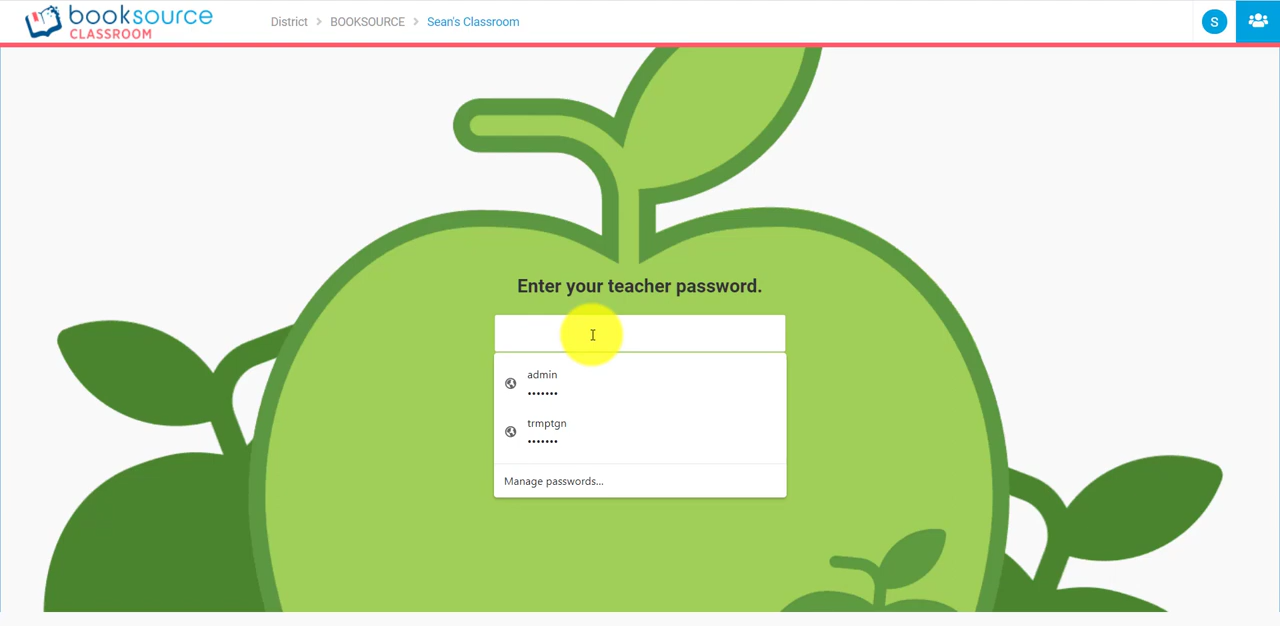 booksource
CLASSROOM
District > BOOKSOURCE > Sean's Classroom
S
Enter your teacher password.
admin
•••••••
trmptgn
•••••••
Manage passwords...